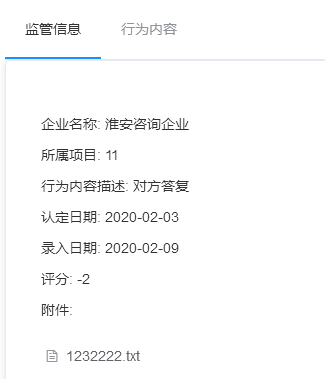 监管信息 行为内容
企业名称: 淮安咨询企业
所属项目: 11
行为内容描述: 对方答复
认定日期: 2020-02-03
录入日期: 2020-02-09
评分: -2
附件:
1232222.txt